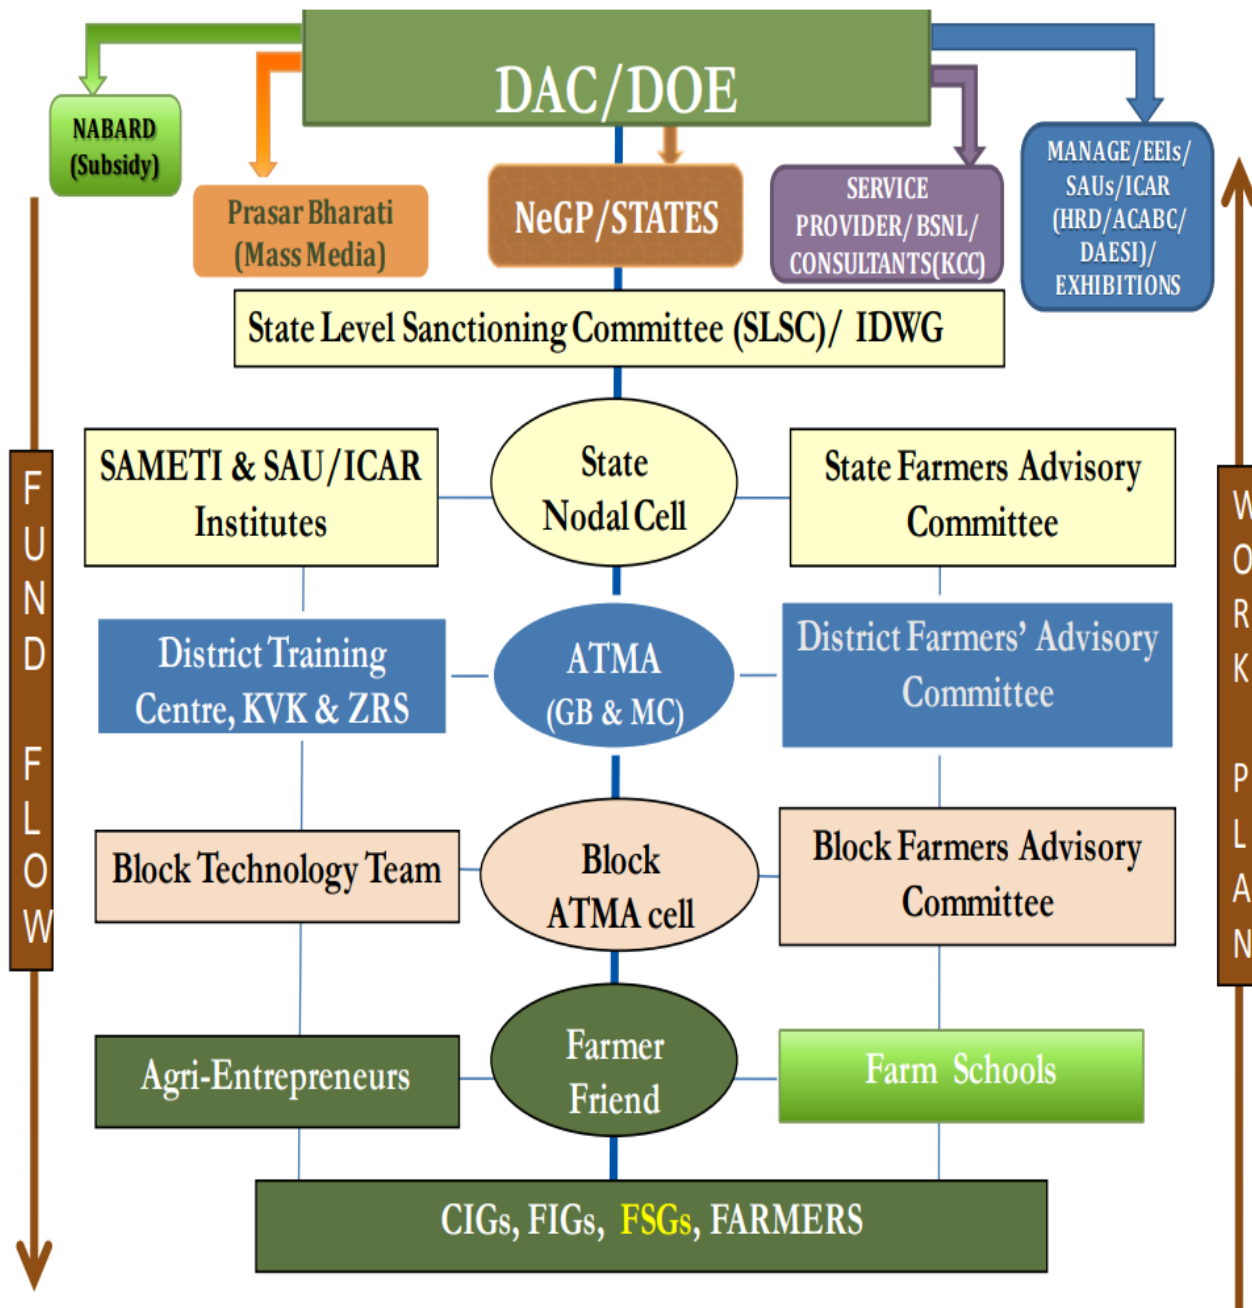 DAC/DOE
NABARD
(Subsidy)
Prasar Bharati
(Mass Media)
NeGP/STATES
SERVICE
PROVIDER/BSNL/
CONSULTANTS(KCC)
MANAGE/EEIs/
SAUs/ICAR
(HRD/ACABC/
DAESI)/
EXHIBITIONS
State Level Sanctioning Committee (SLSC)/ IDWG
SAMETI & SAU/ICAR
Institutes
State
Nodal Cell
State Farmers Advisory
Committee
District Training
Centre, KVK & ZRS
ATMA
(GB & MC)
District Farmers' Advisory
Committee
Block Technology Team
Block
ATMA cell
Block Farmers Advisory
Committee
Agri-Entrepreneurs
Farmer
Friend
Farm Schools
CIGs, FIGs, FSGs, FARMERS
FUND FLOW
WORK PLAN